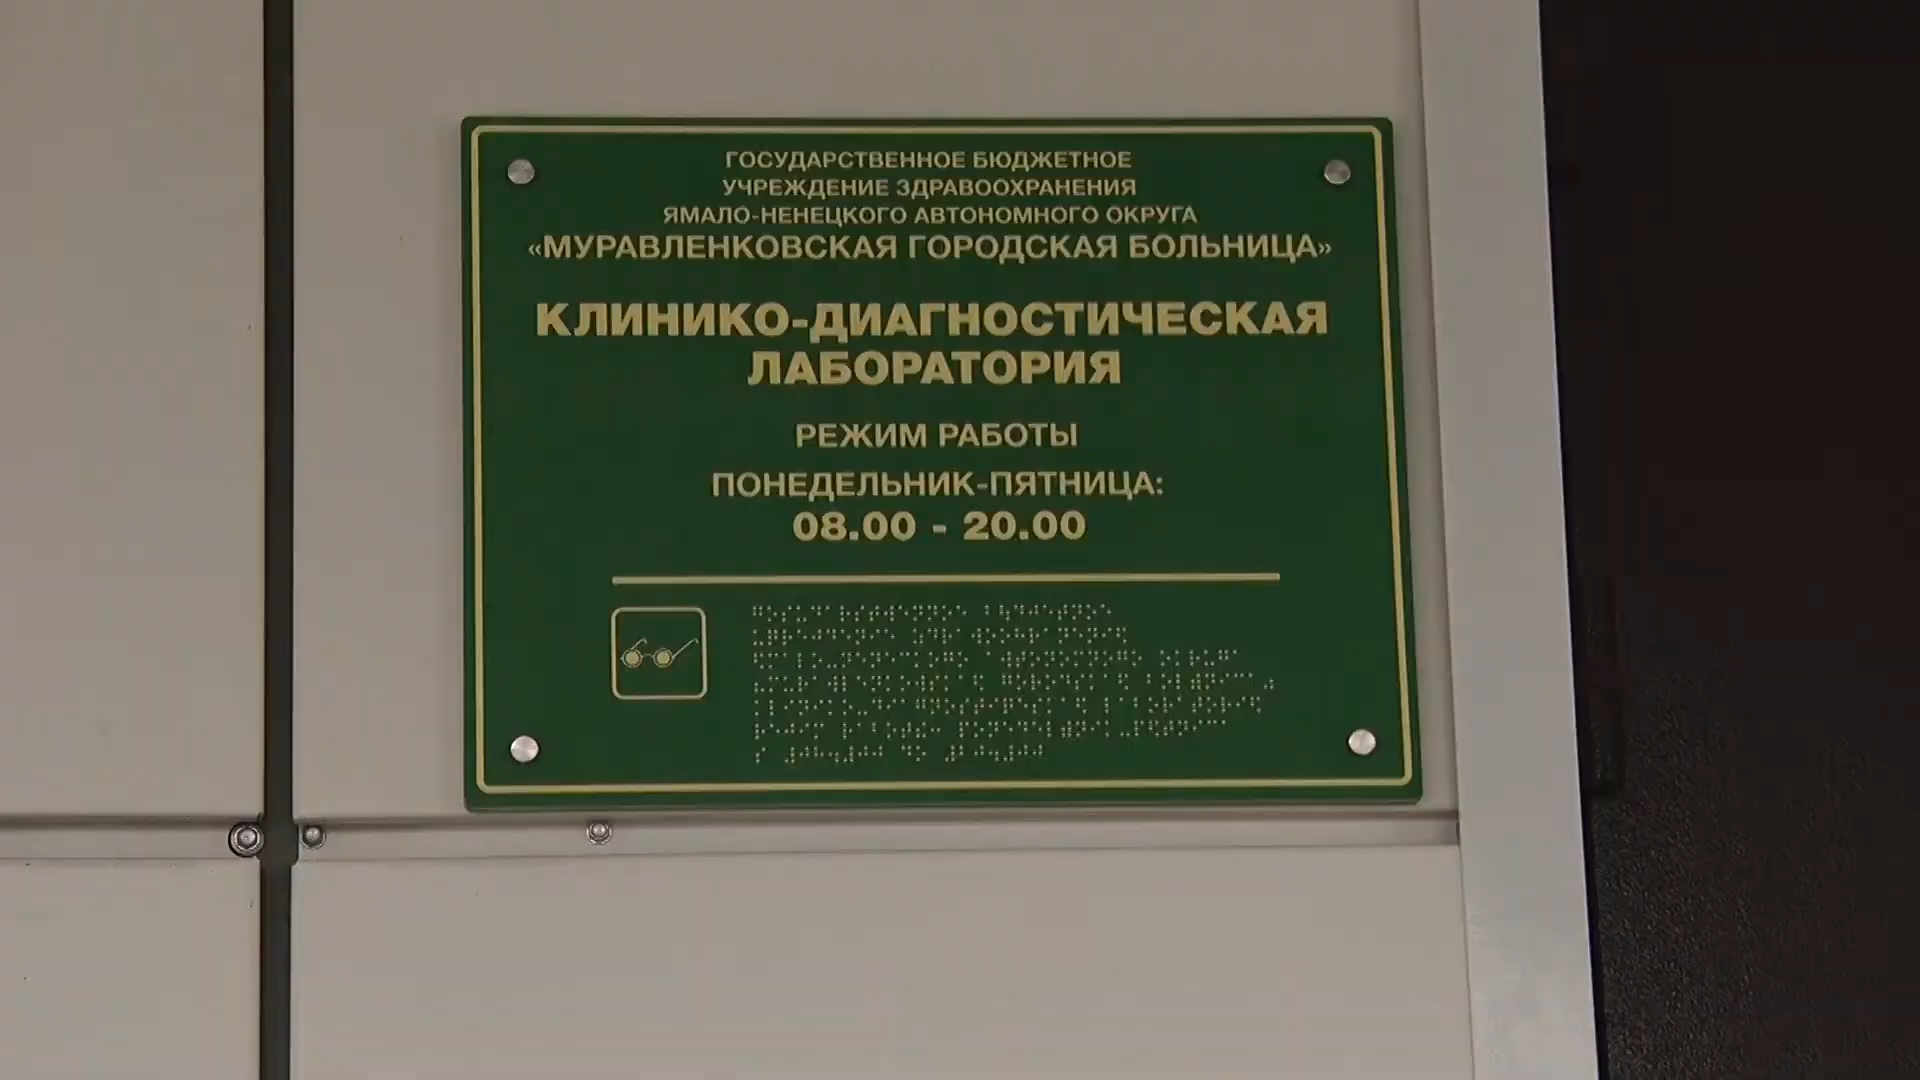 ГОСУДАРСТВЕННОЕ БЮДЖЕТНОЕ
УЧРЕЖДЕНИЕ ЗДРАВООХРАНЕНИЯ
ЯМАЛО-НЕНЕЦКОГО АВТОНОМНОГО ОКРУГА
«МУРАВЛЕНКОВСКАЯ ГОРОДСКАЯ БОЛЬНИЦА»
КЛИНИКО-ДИАГНОСТИЧЕСКАЯ
ЛАБОРАТОРИЯ
РЕЖИМ РАБОТЫ
ПОНЕДЕЛЬНИК-ПЯТНИЦА:
08.00 - 20.00